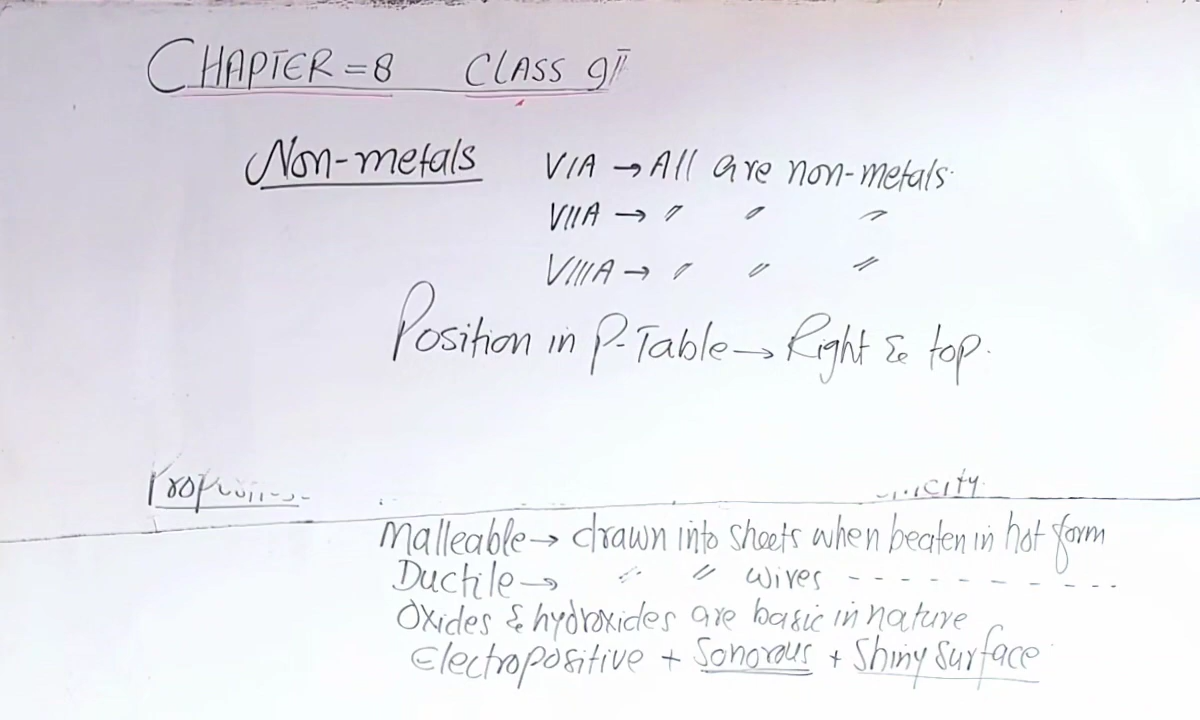 CHAPTER = 8 CLASS 9
Non-metals VIA → All are non-metals.
VIIA → 〃 〃 〃
VIIIA → 〃 〃 〃
Position in P-Table → Right & top.
Malleable → drawn into sheets when beaten in hot form
Ductile → 〃 〃 wires - - - - - - - - - - -
Oxides & hydroxides are basic in nature
Electropositive + Sonorous + Shiny surface